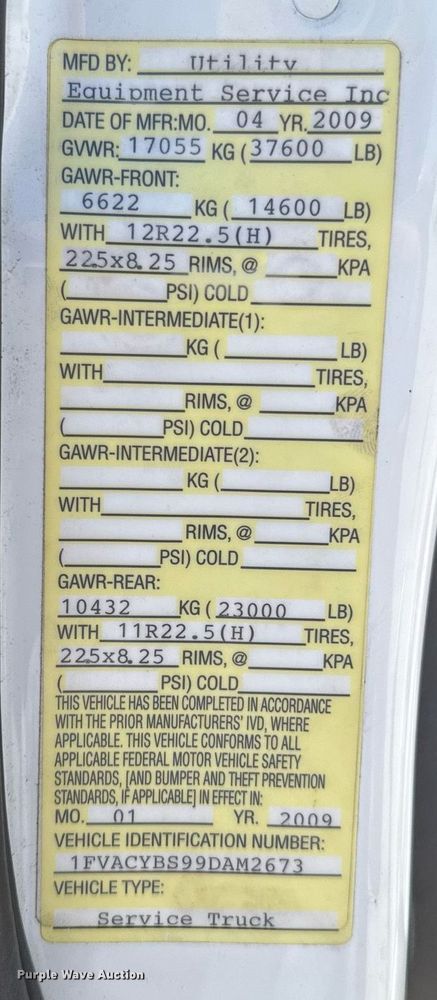 MFD BY: Utility
Equipment Service Inc
DATE OF MFR:MO. 04 YR. 2009
GVWR: 17055 KG ( 37600 LB)
GAWR-FRONT:
6622 KG ( 14600 LB)
WITH 12R22.5(H) TIRES,
22.5x8.25 RIMS, @ KPA
( PSI) COLD
GAWR-INTERMEDIATE(1):
KG ( LB)
WITH TIRES,
RIMS, @ KPA
( PSI) COLD
GAWR-INTERMEDIATE(2):
KG ( LB)
WITH TIRES,
RIMS, @ KPA
( PSI) COLD
GAWR-REAR:
10432 KG ( 23000 LB)
WITH 11R22.5(H) TIRES,
22.5x8.25 RIMS, @ KPA
( PSI) COLD
THIS VEHICLE HAS BEEN COMPLETED IN ACCORDANCE
WITH THE PRIOR MANUFACTURERS' IVD, WHERE
APPLICABLE. THIS VEHICLE CONFORMS TO ALL
APPLICABLE FEDERAL MOTOR VEHICLE SAFETY
STANDARDS, [AND BUMPER AND THEFT PREVENTION
STANDARDS, IF APPLICABLE] IN EFFECT IN:
MO. 01 YR. 2009
VEHICLE IDENTIFICATION NUMBER:
1FVACYBS99DAM2673
VEHICLE TYPE:
Service Truck
Purple Wave Auction